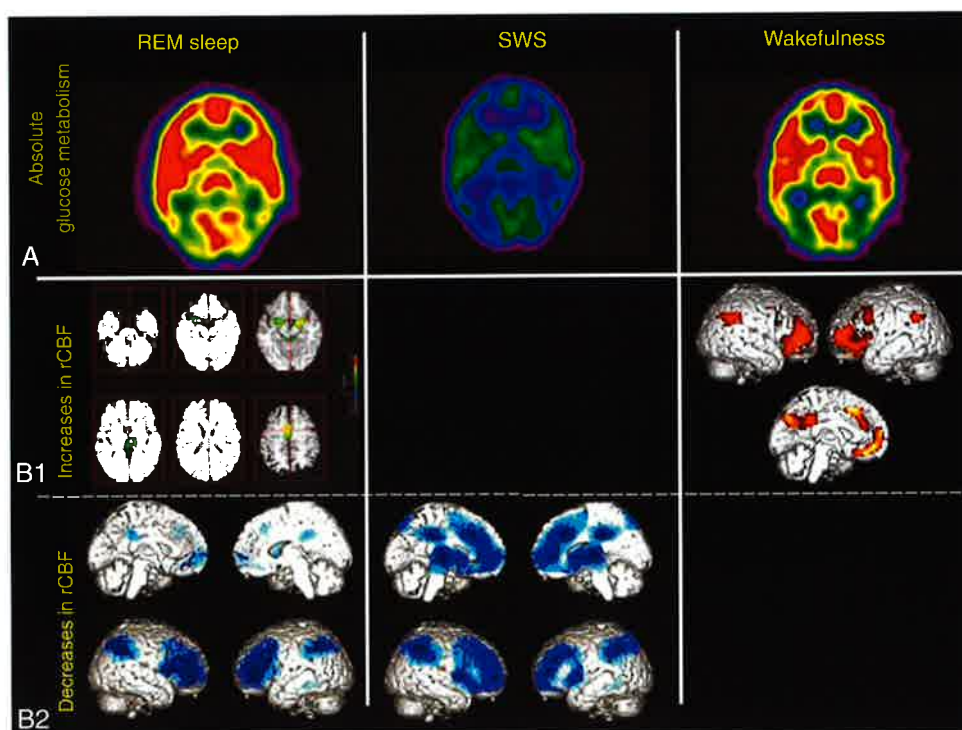 REM sleep
SWS
Wakefulness
Absolute
glucose metabolism
A
Increases in rCBF
B1
Decreases in rCBF
B2